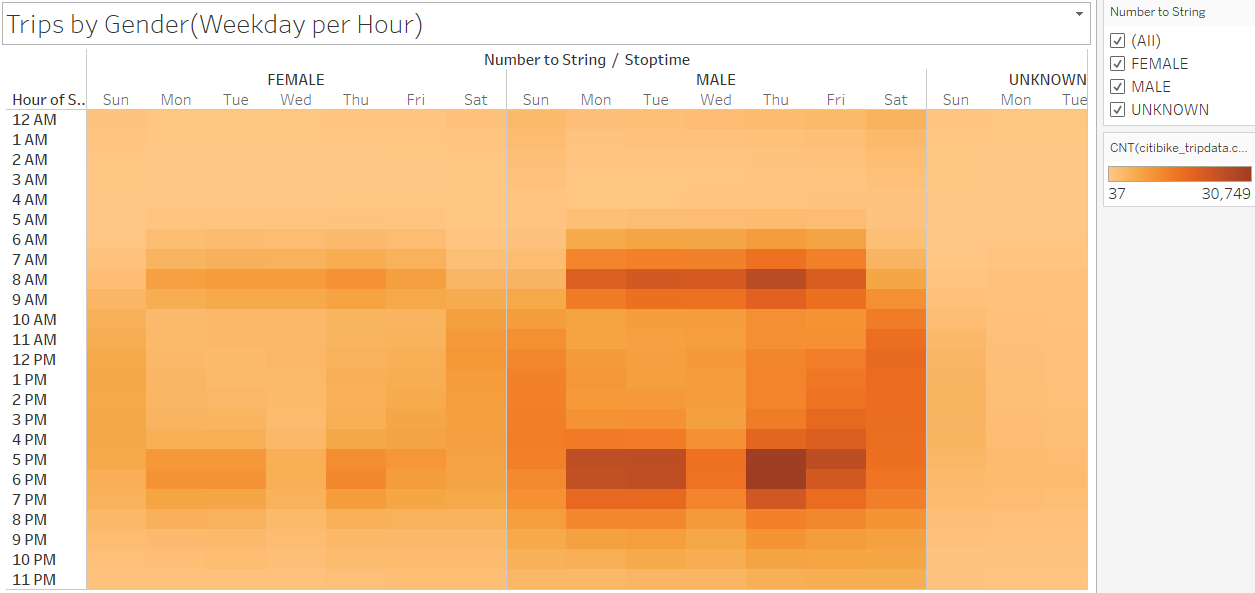 Trips by Gender(Weekday per Hour)
Number to String / Stoptime
FEMALE MALE UNKNOWN
Hour of S.. Sun Mon Tue Wed Thu Fri Sat Sun Mon Tue Wed Thu Fri Sat Sun Mon Tue
12 AM
1 AM
2 AM
3 AM
4 AM
5 AM
6 AM
7 AM
8 AM
9 AM
10 AM
11 AM
12 PM
1 PM
2 PM
3 PM
4 PM
5 PM
6 PM
7 PM
8 PM
9 PM
10 PM
11 PM
Number to String
(All)
FEMALE
MALE
UNKNOWN
CNT(citibike_tripdata.c...
37 30,749